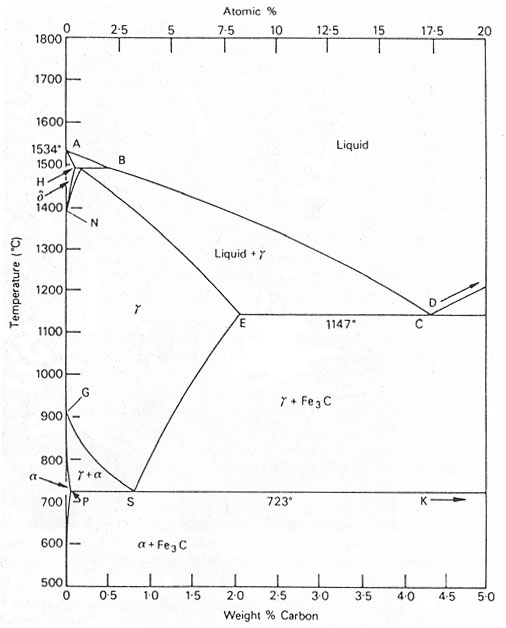 Atomic %
0 2·5 5 7·5 10 12·5 15 17·5 20
1800
1700
1600
1534° A
1500 B
H
δ
1400
N
1300
1200
1100
1000
900
800
700
600
500
Temperature (°C)
Liquid
Liquid + γ
D
E 1147° C
γ
γ + Fe₃C
G
γ + α
α
P S 723° K
α + Fe₃C
0 0·5 1·0 1·5 2·0 2·5 3·0 3·5 4·0 4·5 5·0
Weight % Carbon